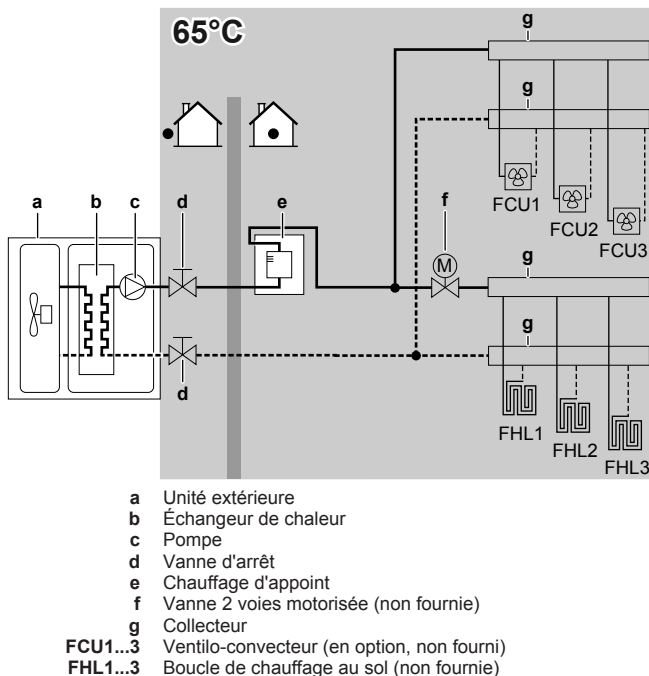 65°C
g
g
a
b
c
d
e
f
FCU1
FCU2
FCU3
M
g
g
d
FHL1
FHL2
FHL3
a Unité extérieure
b Échangeur de chaleur
c Pompe
d Vanne d'arrêt
e Chauffage d'appoint
f Vanne 2 voies motorisée (non fournie)
g Collecteur
FCU1...3 Ventilo-convecteur (en option, non fourni)
FHL1...3 Boucle de chauffage au sol (non fournie)